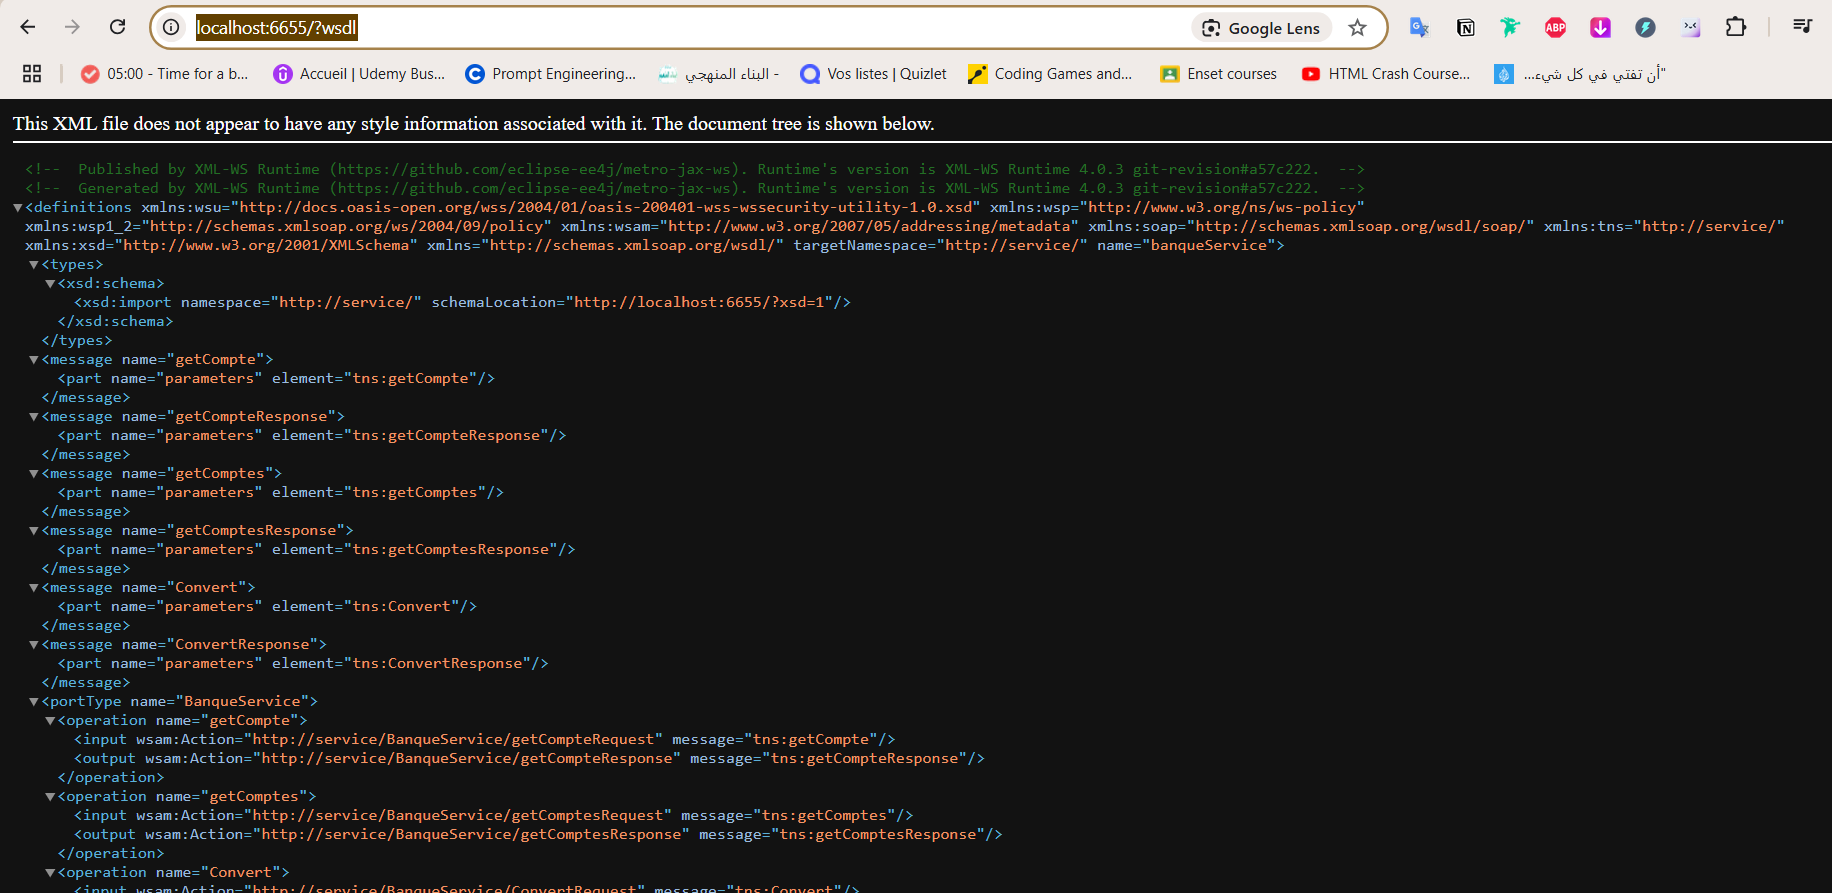 localhost:6655/?wsdl
Google Lens
ABP
05:00 - Time for a b...
Accueil | Udemy Bus...
Prompt Engineering...
البناء المنهجي -
Vos listes | Quizlet
Coding Games and...
Enset courses
HTML Crash Course...
"أن تفتي في كل شيء...
This XML file does not appear to have any style information associated with it. The document tree is shown below.
<!--  Published by XML-WS Runtime (https://github.com/eclipse-ee4j/metro-jax-ws). Runtime's version is XML-WS Runtime 4.0.3 git-revision#a57c222.  -->
<!--  Generated by XML-WS Runtime (https://github.com/eclipse-ee4j/metro-jax-ws). Runtime's version is XML-WS Runtime 4.0.3 git-revision#a57c222.  -->
▼<definitions xmlns:wsu="http://docs.oasis-open.org/wss/2004/01/oasis-200401-wss-wssecurity-utility-1.0.xsd" xmlns:wsp="http://www.w3.org/ns/ws-policy"
xmlns:wsp1_2="http://schemas.xmlsoap.org/ws/2004/09/policy" xmlns:wsam="http://www.w3.org/2007/05/addressing/metadata" xmlns:soap="http://schemas.xmlsoap.org/wsdl/soap/" xmlns:tns="http://service/"
xmlns:xsd="http://www.w3.org/2001/XMLSchema" xmlns="http://schemas.xmlsoap.org/wsdl/" targetNamespace="http://service/" name="banqueService">
▼<types>
▼<xsd:schema>
<xsd:import namespace="http://service/" schemaLocation="http://localhost:6655/?xsd=1"/>
</xsd:schema>
</types>
▼<message name="getCompte">
<part name="parameters" element="tns:getCompte"/>
</message>
▼<message name="getCompteResponse">
<part name="parameters" element="tns:getCompteResponse"/>
</message>
▼<message name="getComptes">
<part name="parameters" element="tns:getComptes"/>
</message>
▼<message name="getComptesResponse">
<part name="parameters" element="tns:getComptesResponse"/>
</message>
▼<message name="Convert">
<part name="parameters" element="tns:Convert"/>
</message>
▼<message name="ConvertResponse">
<part name="parameters" element="tns:ConvertResponse"/>
</message>
▼<portType name="BanqueService">
▼<operation name="getCompte">
<input wsam:Action="http://service/BanqueService/getCompteRequest" message="tns:getCompte"/>
<output wsam:Action="http://service/BanqueService/getCompteResponse" message="tns:getCompteResponse"/>
</operation>
▼<operation name="getComptes">
<input wsam:Action="http://service/BanqueService/getComptesRequest" message="tns:getComptes"/>
<output wsam:Action="http://service/BanqueService/getComptesResponse" message="tns:getComptesResponse"/>
</operation>
▼<operation name="Convert">
<input wsam:Action="http://service/BanqueService/ConvertRequest" message="tns:Convert"/>